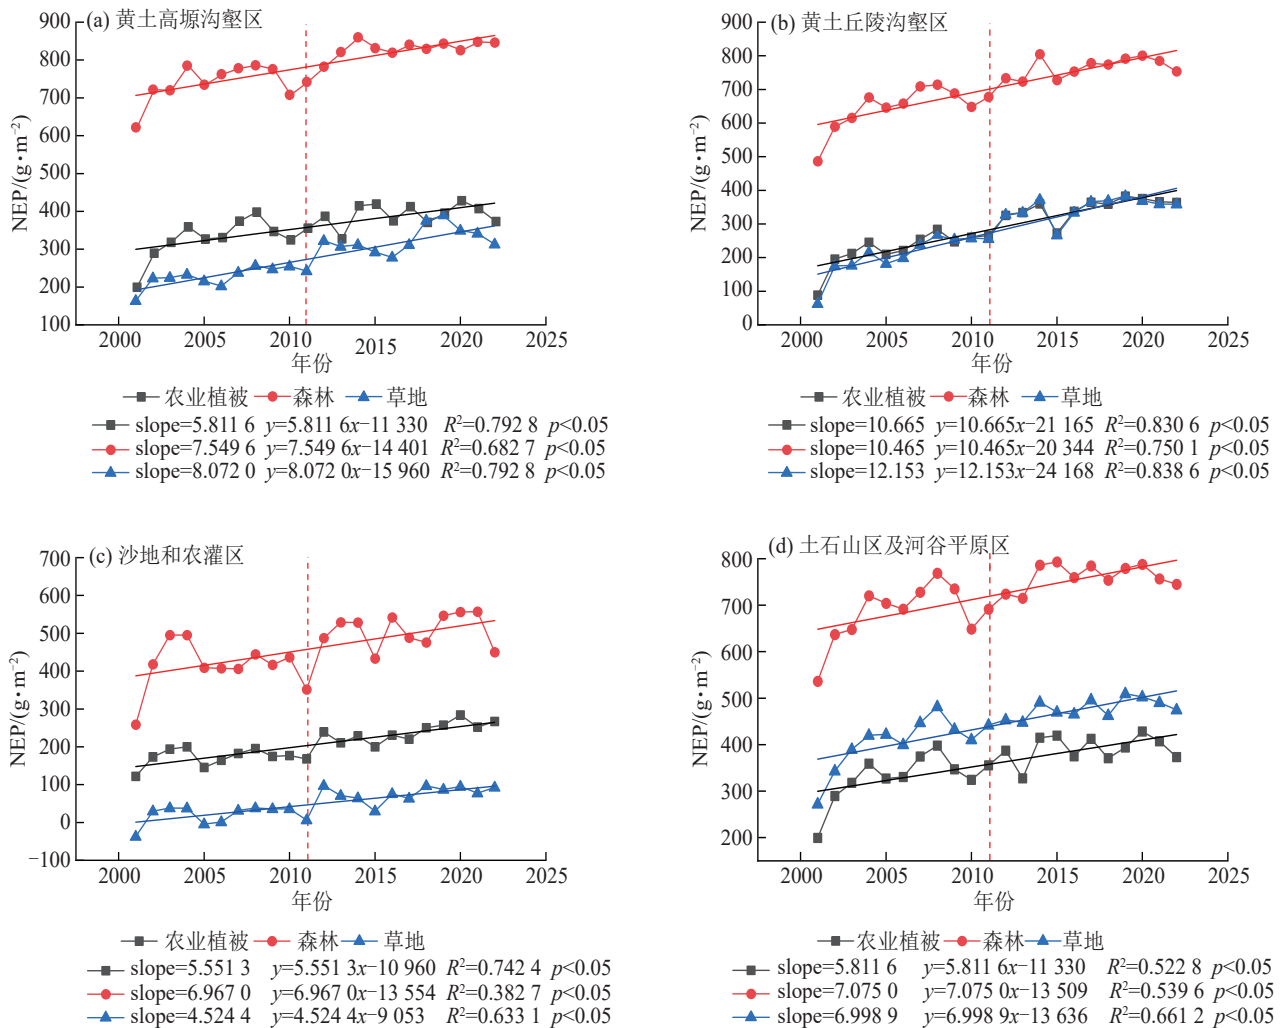 (a) 黄土高塬沟壑区
900
800
700
600
500
400
300
200
100
NEP/(g•m−2)
2000 2005 2010 2015 2020 2025
年份
农业植被 森林 草地
slope=5.811 6 y=5.811 6x−11 330 R2=0.792 8 p<0.05
slope=7.549 6 y=7.549 6x−14 401 R2=0.682 7 p<0.05
slope=8.072 0 y=8.072 0x−15 960 R2=0.792 8 p<0.05
(b) 黄土丘陵沟壑区
900
800
700
600
500
400
300
200
100
0
NEP/(g•m−2)
2000 2005 2010 2015 2020 2025
年份
农业植被 森林 草地
slope=10.665 y=10.665x−21 165 R2=0.830 6 p<0.05
slope=10.465 y=10.465x−20 344 R2=0.750 1 p<0.05
slope=12.153 y=12.153x−24 168 R2=0.838 6 p<0.05
(c) 沙地和农灌区
700
600
500
400
300
200
100
0
−100
NEP/(g•m−2)
2000 2005 2010 2015 2020 2025
年份
农业植被 森林 草地
slope=5.551 3 y=5.551 3x−10 960 R2=0.742 4 p<0.05
slope=6.967 0 y=6.967 0x−13 554 R2=0.382 7 p<0.05
slope=4.524 4 y=4.524 4x−9 053 R2=0.633 1 p<0.05
(d) 土石山区及河谷平原区
800
700
600
500
400
300
200
NEP/(g•m−2)
2000 2005 2010 2015 2020 2025
年份
农业植被 森林 草地
slope=5.811 6 y=5.811 6x−11 330 R2=0.522 8 p<0.05
slope=7.075 0 y=7.075 0x−13 509 R2=0.539 6 p<0.05
slope=6.998 9 y=6.998 9x−13 636 R2=0.661 2 p<0.05